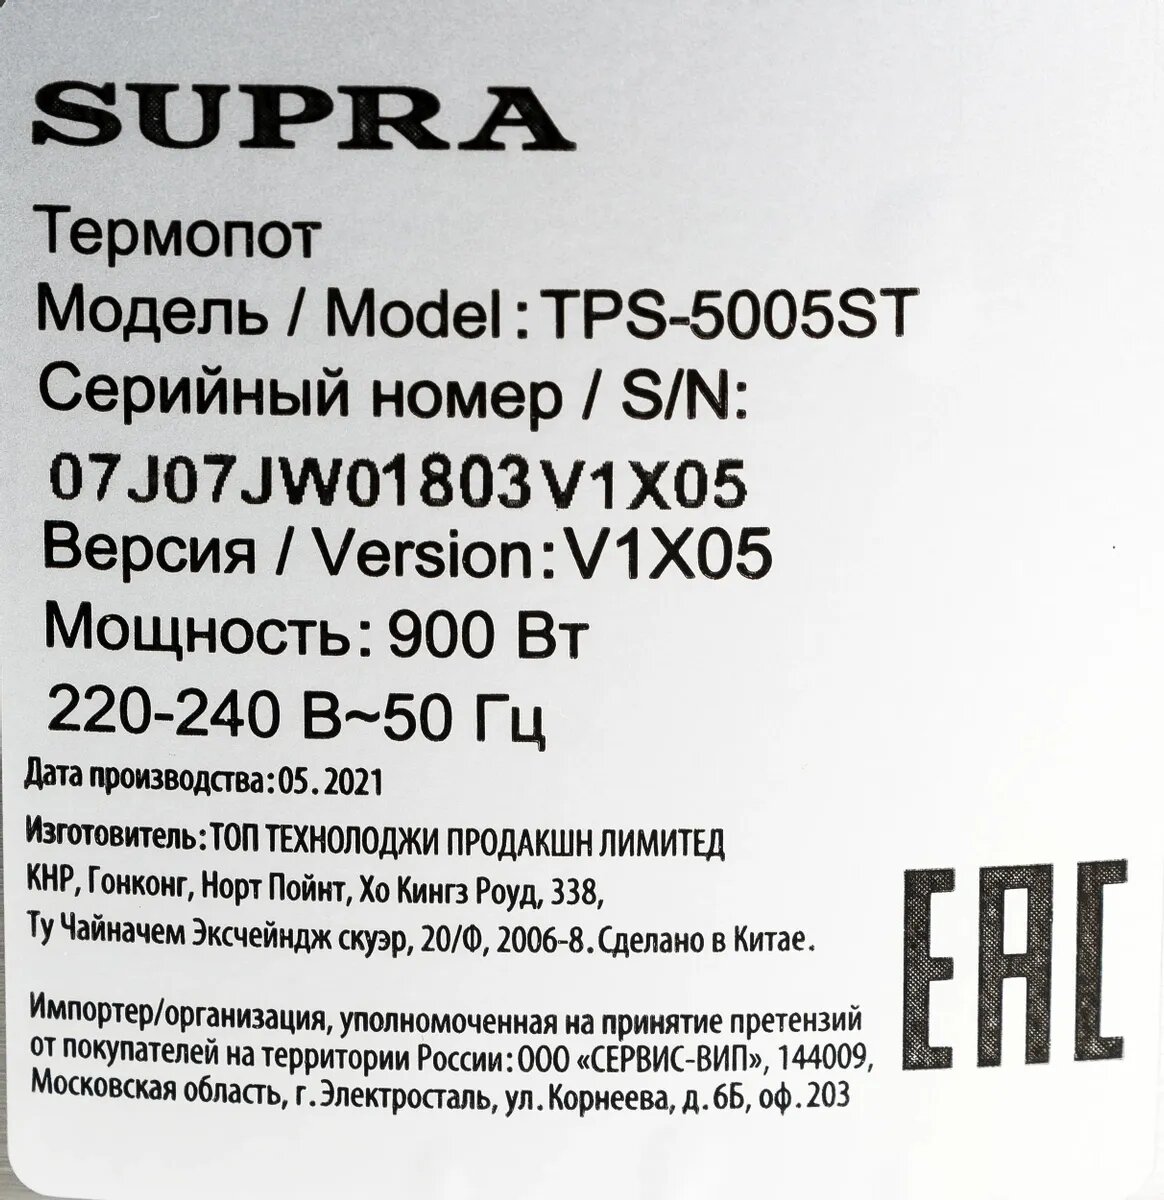 SUPRA
Термопот
Модель / Model : TPS-5005ST
Серийный номер / S/N:
07J07JW01803V1X05
Версия / Version: V1X05
Мощность: 900 Вт
220-240 В~50 Гц
Дата производства: 05.2021
Изготовитель: ТОП ТЕХНОЛОДЖИ ПРОДАКШН ЛИМИТЕД
КНР, Гонконг, Норт Пойнт, Хо Кингз Роуд, 338,
Ту Чайначем Эксчейндж скуэр, 20/Ф, 2006-8. Сделано в Китае.
Импортер/организация, уполномоченная на принятие претензий
от покупателей на территории России: ООО «СЕРВИС-ВИП», 144009,
Московская область, г. Электросталь, ул. Корнеева, д. 6Б, оф. 203
EAC